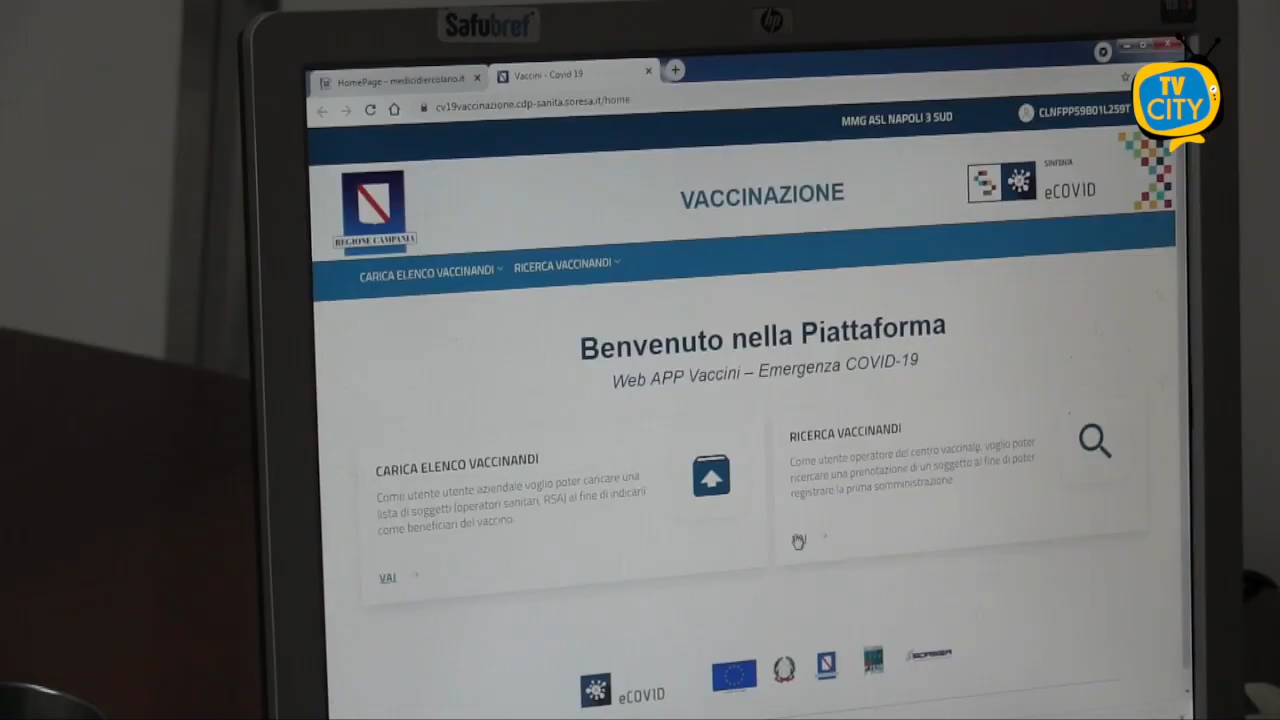 Safubref
hp
HomePage - medicidiercolano.it
Vaccini - Covid 19
cv19vaccinazione.cdp-sanita.soresa.it/home
TV
CITY
MMG ASL NAPOLI 3 SUD
CLNFPP59B01L259T
REGIONE CAMPANIA
VACCINAZIONE
SINFONIA
eCOVID
CARICA ELENCO VACCINANDI
RICERCA VACCINANDI
Benvenuto nella Piattaforma
Web APP Vaccini – Emergenza COVID-19
CARICA ELENCO VACCINANDI
Come utente utente aziendale voglio poter caricare una
lista di soggetti (operatori sanitari, RSA) al fine di indicarli
come beneficiari del vaccino.
VAI
RICERCA VACCINANDI
Come utente operatore del centro vaccinale, voglio poter
ricercare una prenotazione di un soggetto al fine di poter
registrare la prima somministrazione
eCOVID